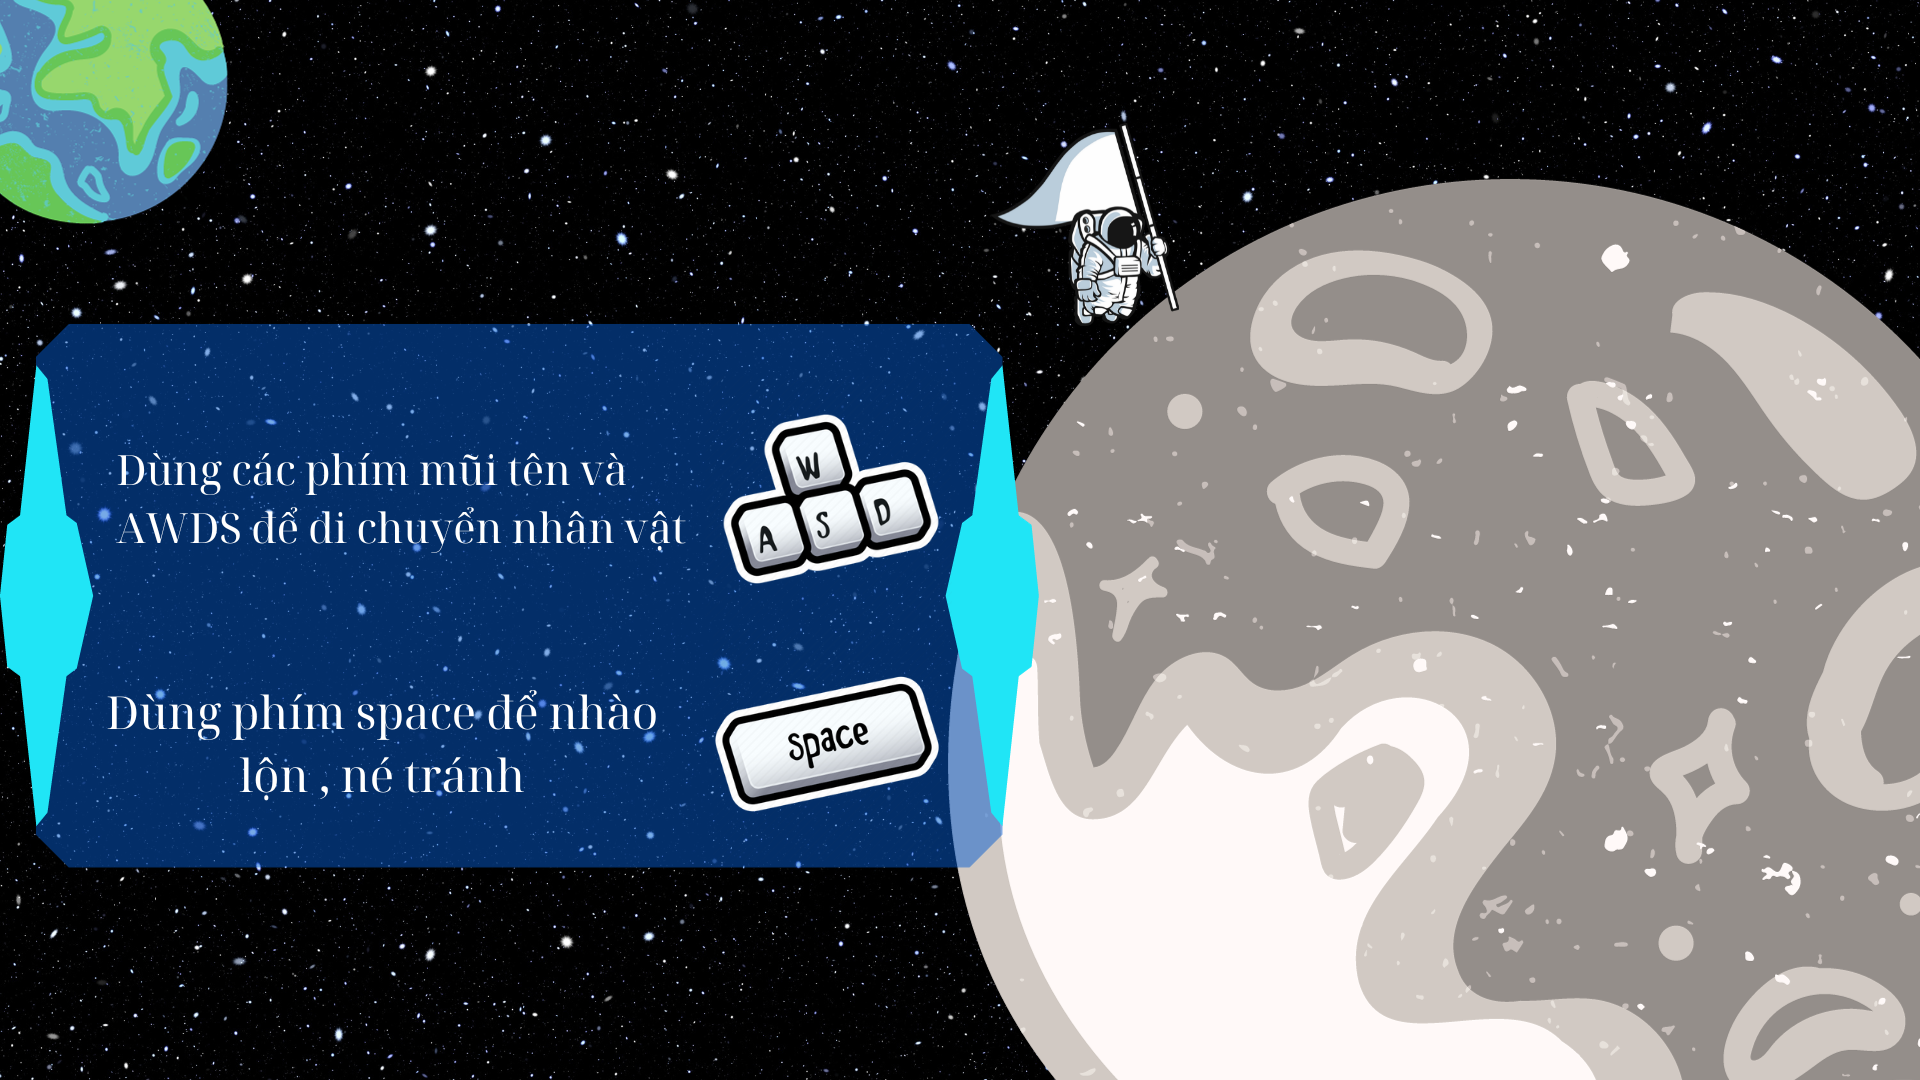 Dùng các phím mũi tên và
AWDS để di chuyển nhân vật
W
A S D
Dùng phím space để nhào
lộn , né tránh
space